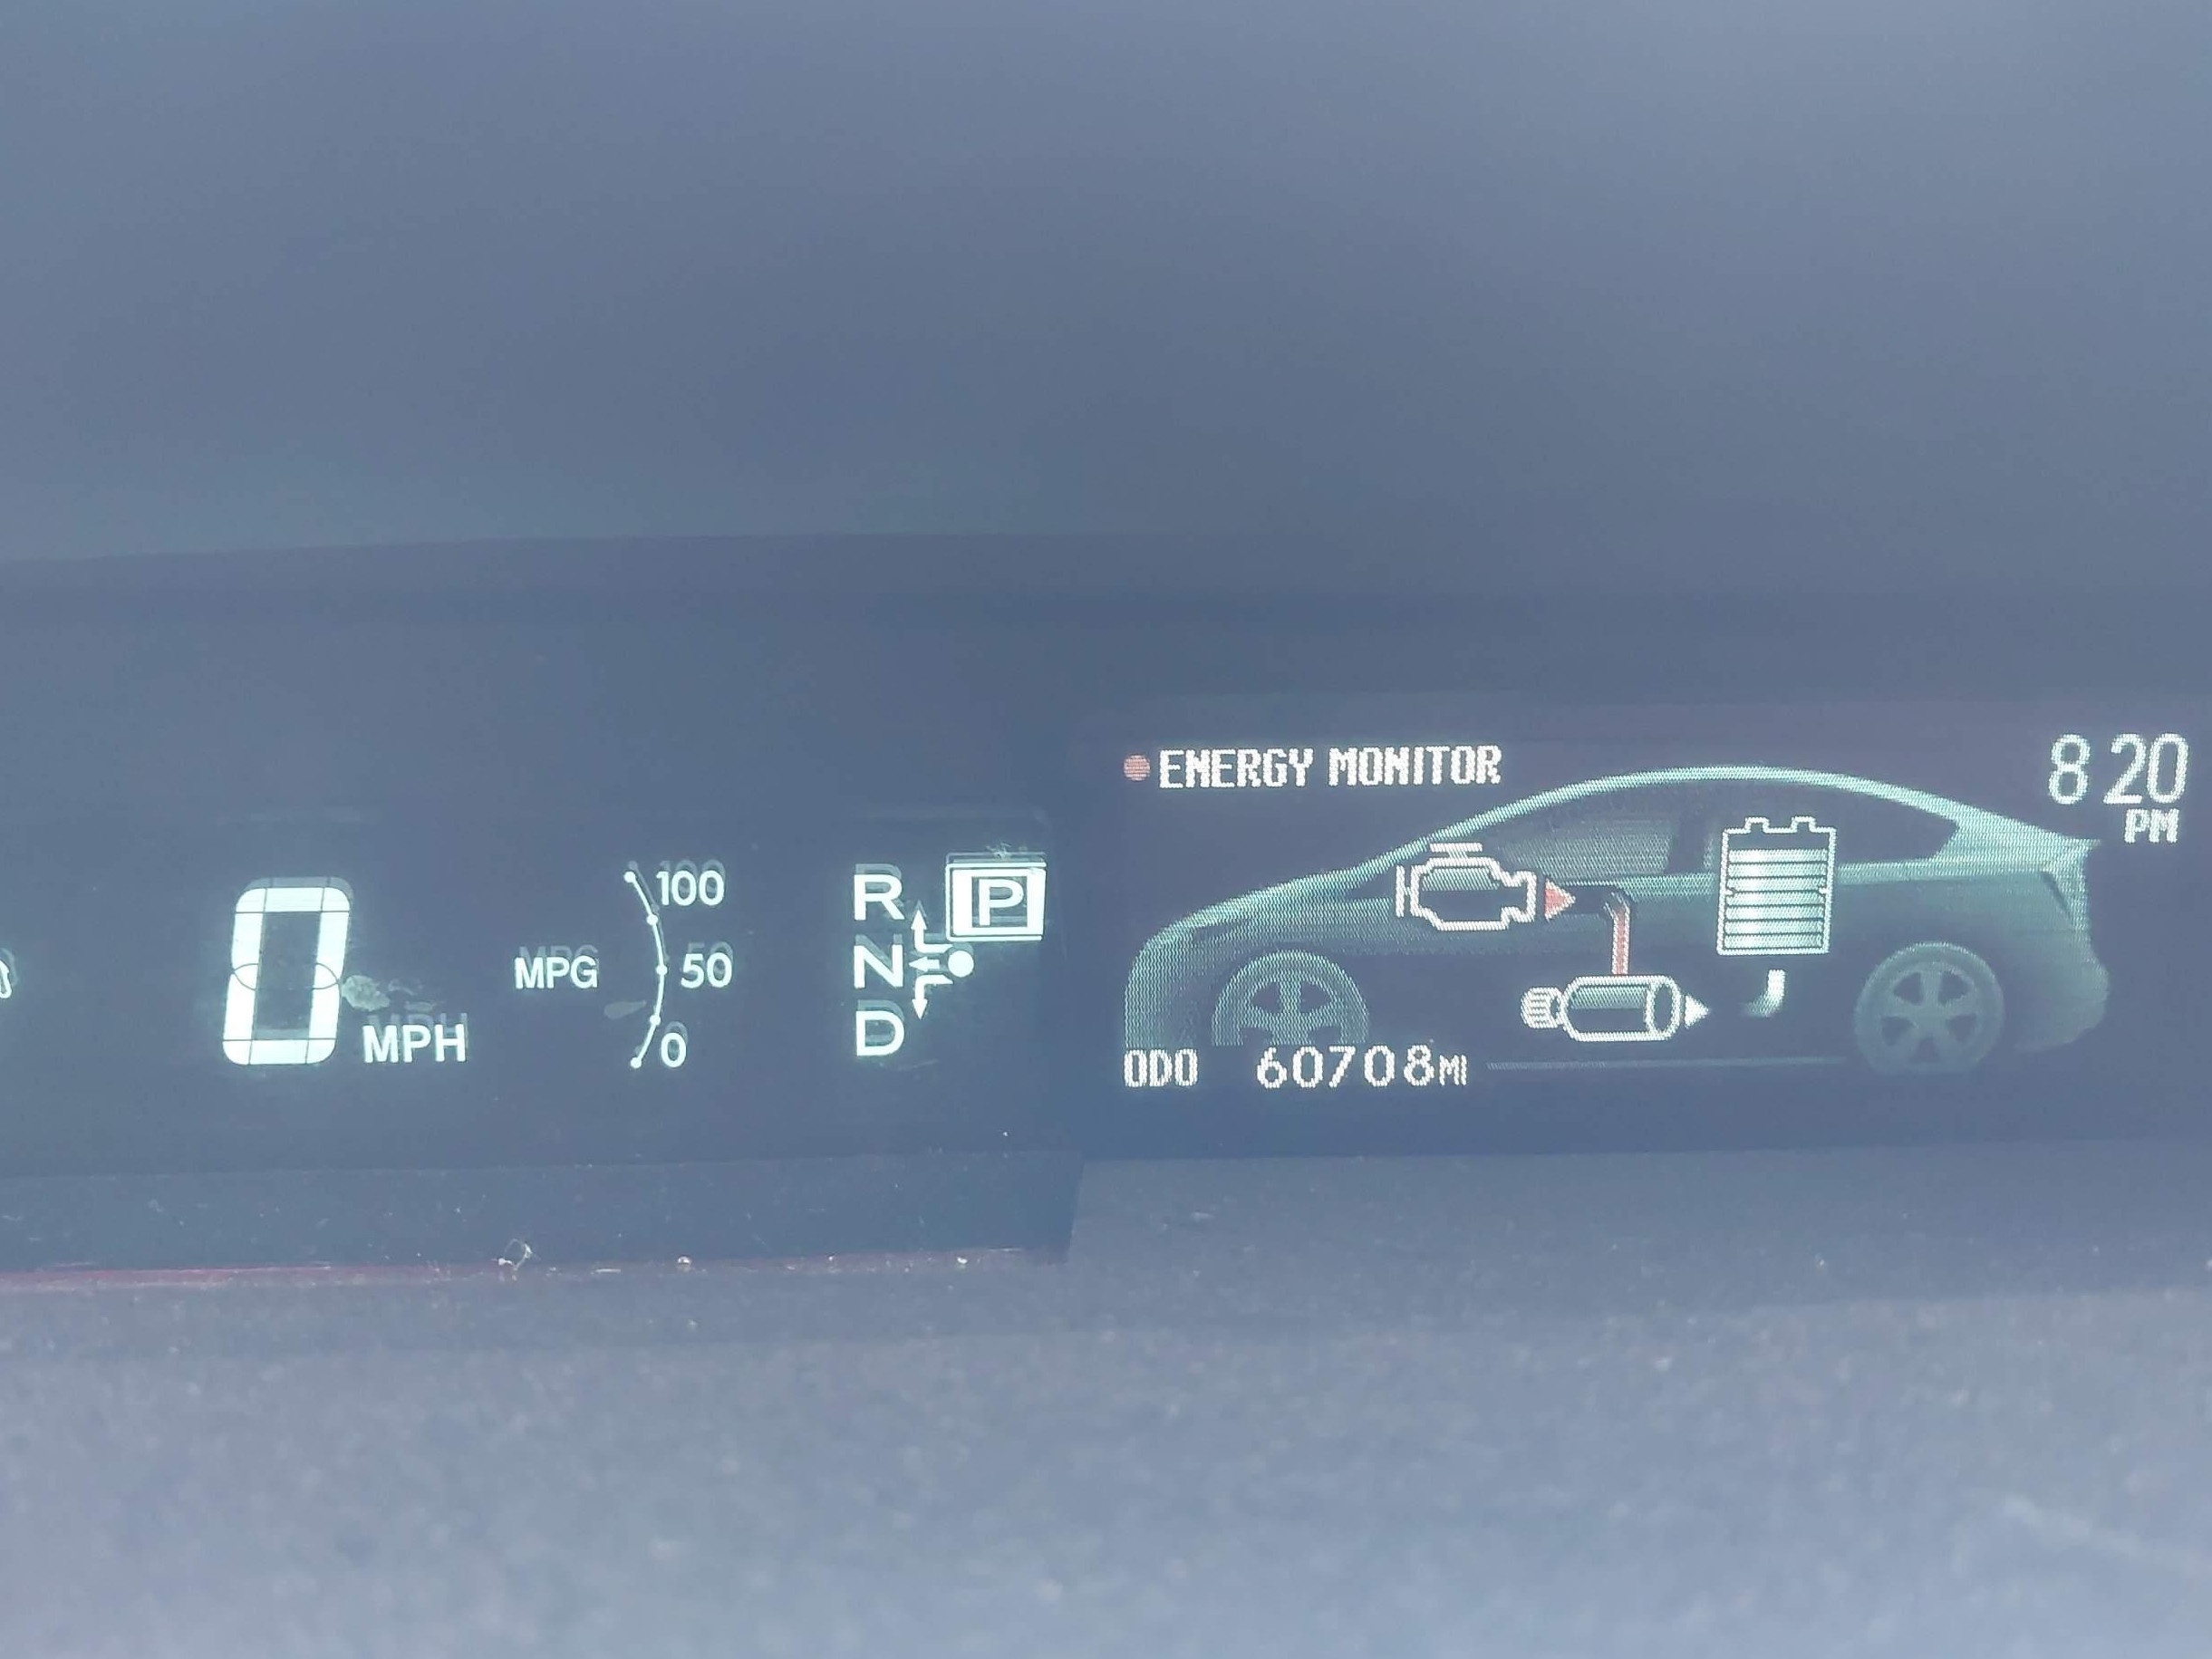 ENERGY MONITOR
8 20
PM
0 MPH
MPG
100
50
0
R
N
D
P
ODO 60708MI